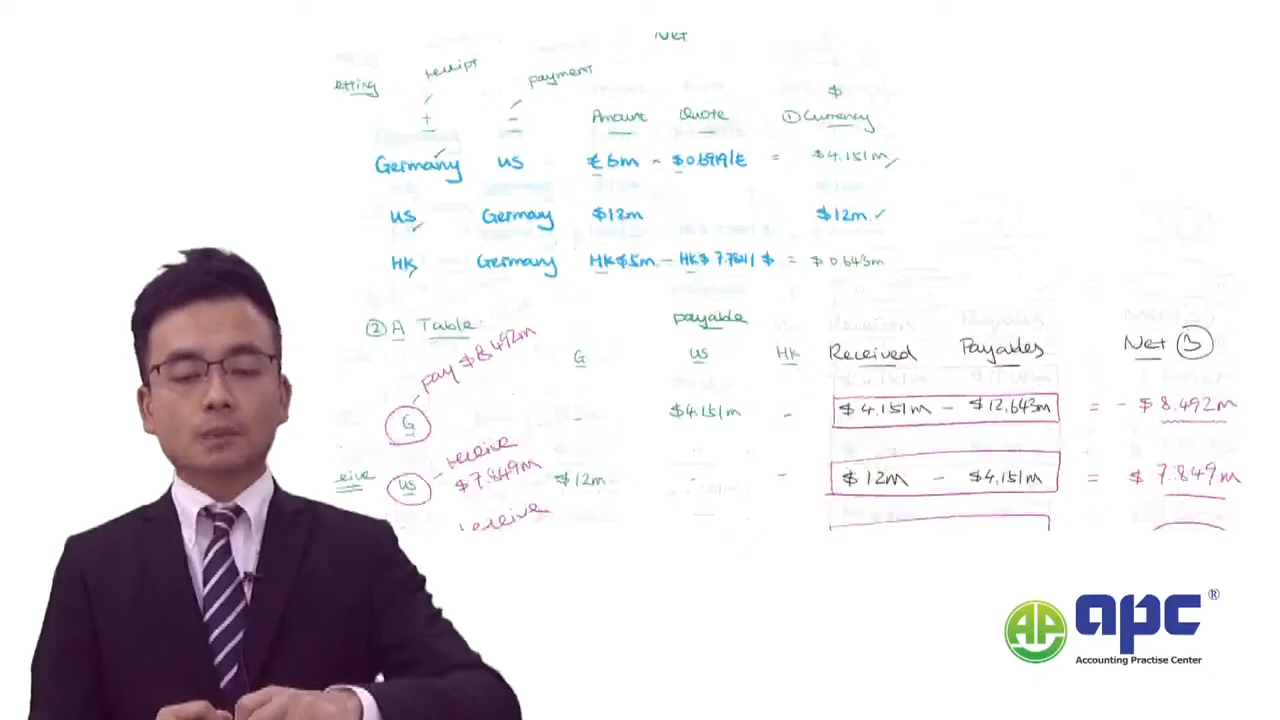 Net
etting receipt payment
$
+ - Amount Quote ① Currency
Germany US € 6m - $0.6919/€ = $4.151m
US Germany $12m $12m
HK Germany HK$5m - HK$ 7.7641 $ = $0.643m
② A Table payable
pay $8.492m
G US HK Received Payables Net ③
G - $4.151m - $4.151m - $12.643m = - $8.492m
eive US receive $7.849m $12m - - $12m - $4.151m = $7.849m
receive
apc ®
AP
Accounting Practise Center